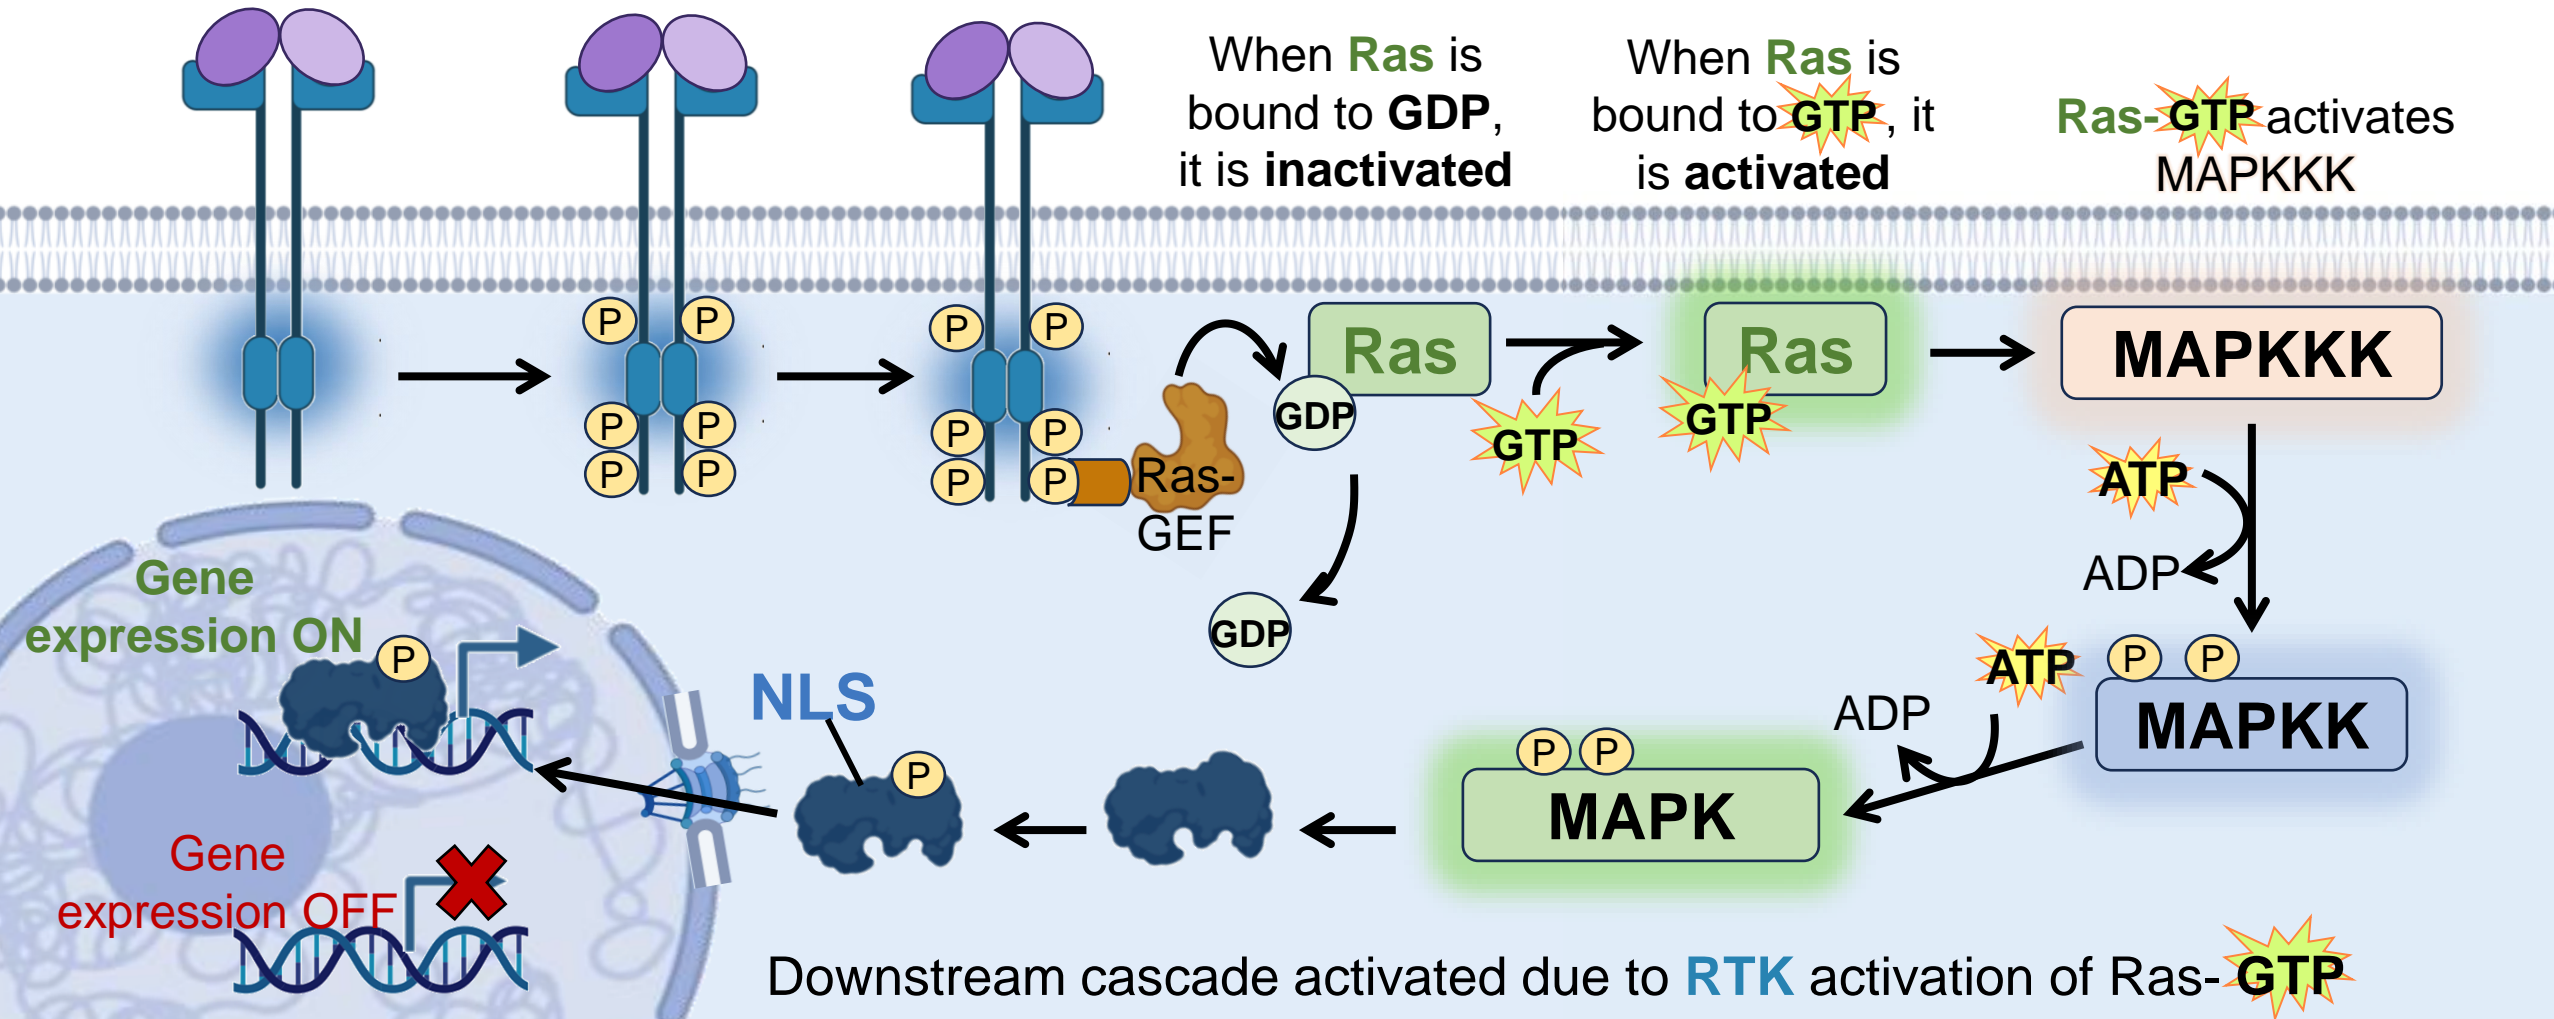 When Ras is
bound to GDP,
it is inactivated
When Ras is
bound to GTP, it
is activated
Ras-GTP activates
MAPKKK
P P
P P
P P
P P
P P
P P
Ras-
GEF
GDP
Ras
GTP
GDP
Ras
GTP
MAPKKK
ATP
ADP
P P
MAPKK
ATP
ADP
P P
MAPK
NLS
P
Gene
expression ON
P
Gene
expression OFF
Downstream cascade activated due to RTK activation of Ras-GTP